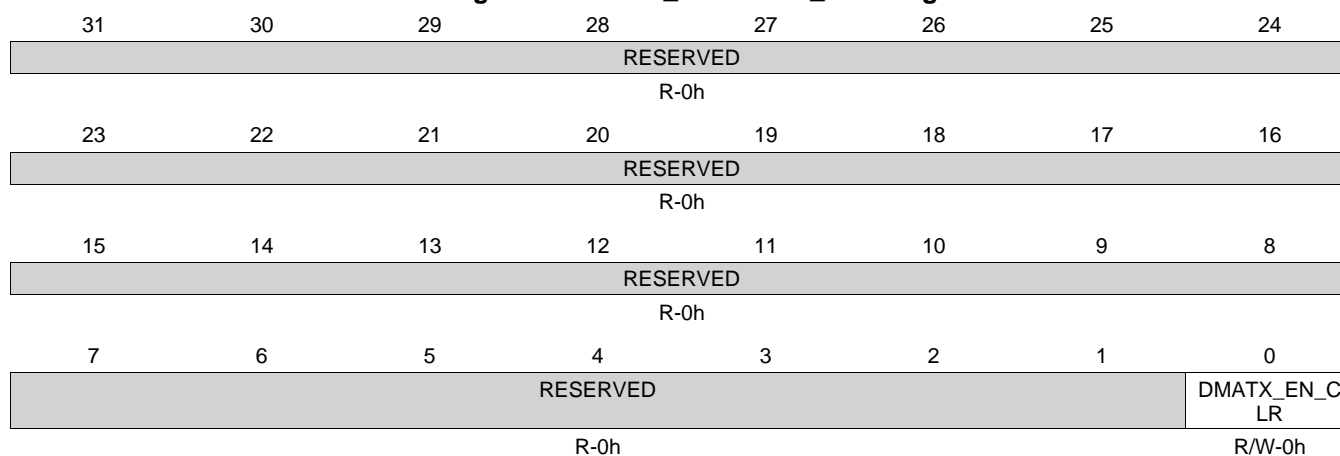 31 30 29 28 27 26 25 24
RESERVED
R-0h
23 22 21 20 19 18 17 16
RESERVED
R-0h
15 14 13 12 11 10 9 8
RESERVED
R-0h
7 6 5 4 3 2 1 0
RESERVED DMATX_EN_C
LR
R-0h R/W-0h